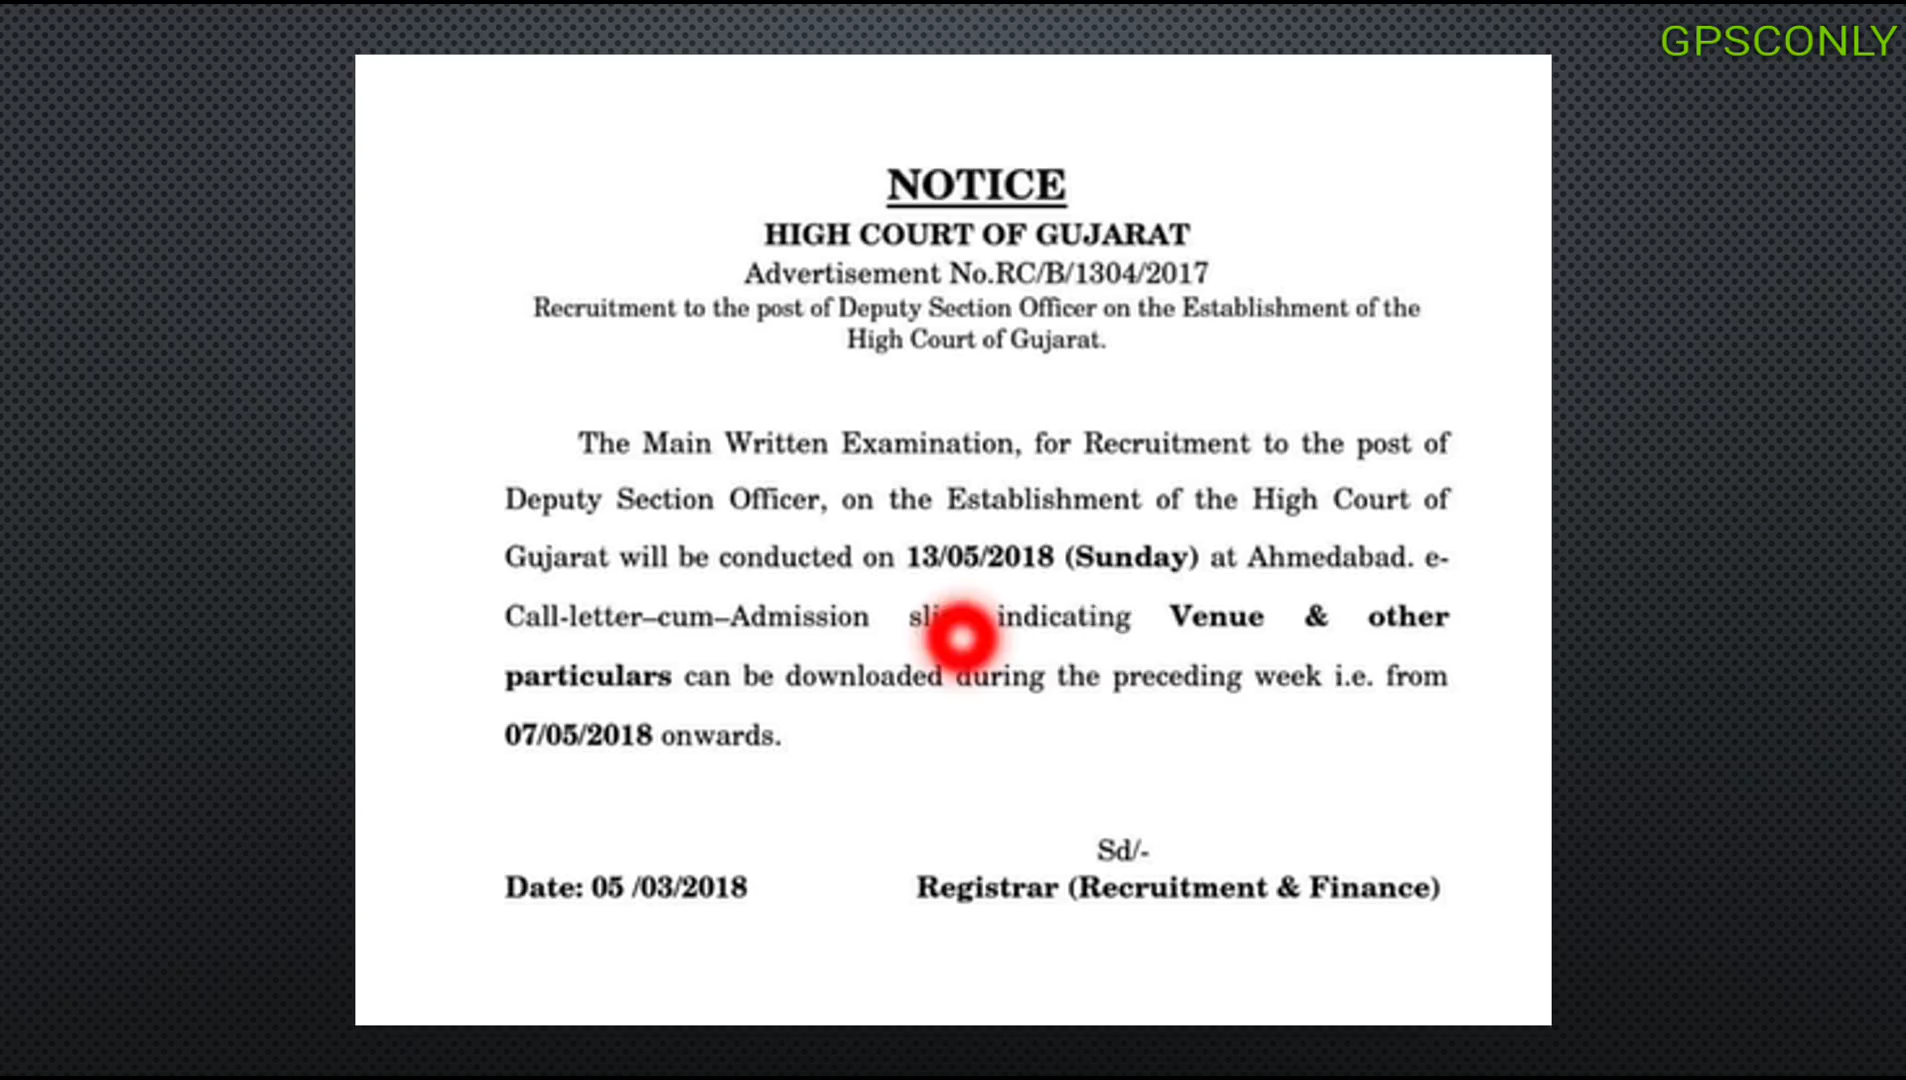 GPSCONLY
NOTICE
HIGH COURT OF GUJARAT
Advertisement No.RC/B/1304/2017
Recruitment to the post of Deputy Section Officer on the Establishment of the
High Court of Gujarat.
The Main Written Examination, for Recruitment to the post of
Deputy Section Officer, on the Establishment of the High Court of
Gujarat will be conducted on 13/05/2018 (Sunday) at Ahmedabad. e-
Call-letter–cum–Admission indicating Venue & other
particulars can be downloaded during the preceding week i.e. from
07/05/2018 onwards.
Sd/-
Date: 05 /03/2018 Registrar (Recruitment & Finance)